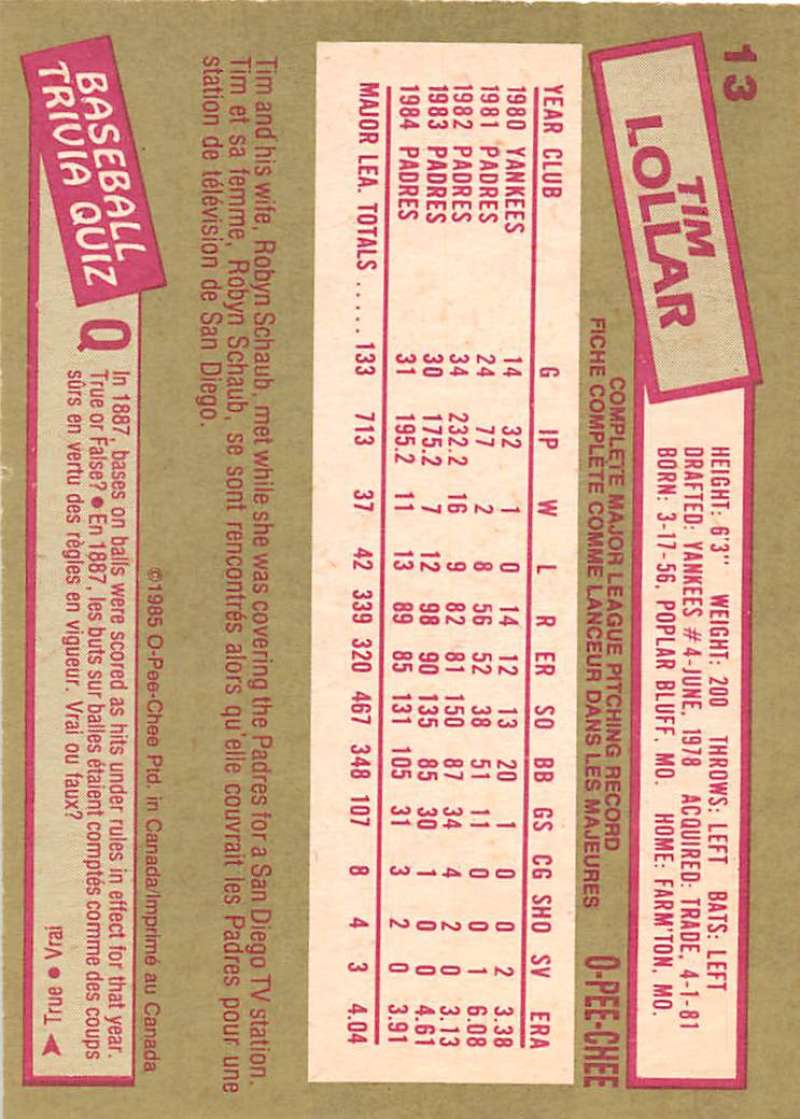 13
TIM
LOLLAR
HEIGHT: 6'3" WEIGHT: 200 THROWS: LEFT BATS: LEFT
DRAFTED: YANKEES #4-JUNE, 1978 ACQUIRED: TRADE, 4-1-81
BORN: 3-17-56, POPLAR BLUFF, MO. HOME: FARM'TON, MO.
COMPLETE MAJOR LEAGUE PITCHING RECORD
FICHE COMPLÈTE COMME LANCEUR DANS LES MAJEURES
O-PEE-CHEE
YEAR CLUB G IP W L R ER SO BB GS CG SHO SV ERA
1980 YANKEES 14 32 1 0 14 12 13 20 1 0 0 2 3.38
1981 PADRES 24 77 2 8 56 52 38 51 11 0 0 1 6.08
1982 PADRES 34 232.2 16 9 82 81 150 87 34 4 2 0 3.13
1983 PADRES 30 175.2 7 12 98 90 135 85 30 1 0 0 4.61
1984 PADRES 31 195.2 11 13 89 85 131 105 31 3 2 0 3.91
MAJOR LEA. TOTALS ..... 133 713 37 42 339 320 467 348 107 8 4 3 4.04
Tim and his wife, Robyn Schaub, met while she was covering the Padres for a San Diego TV station.
Tim et sa femme, Robyn Schaub, se sont rencontrés alors qu'elle couvrait les Padres pour une
station de télévision de San Diego.
©1985 O-Pee-Chee Ptd. in Canada/Imprimé au Canada
BASEBALL
TRIVIA QUIZ
Q
In 1887, bases on balls were scored as hits under rules in effect for that year.
True or False? ● En 1887, les buts sur balles étaient comptés comme des coups
sûrs en vertu des règles en vigueur. Vrai ou faux?
True ●
Vrai